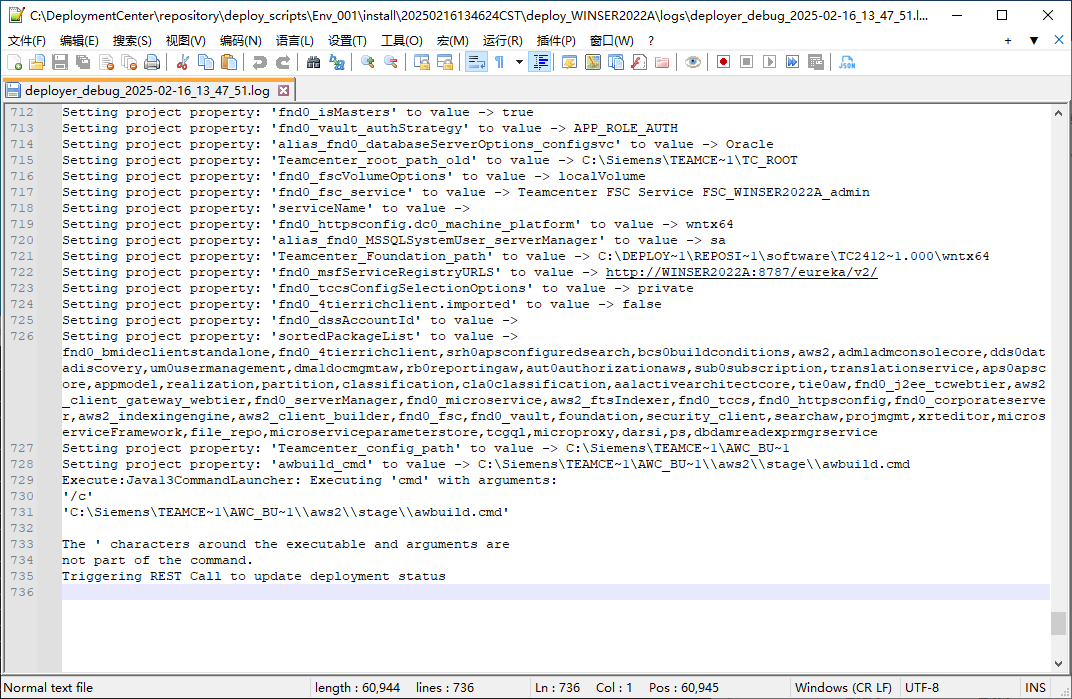 C:\DeploymentCenter\repository\deploy_scripts\Env_001\install\20250216134624CST\deploy_WINSER2022A\logs\deployer_debug_2025-02-16_13_47_51.l...
文件(F) 编辑(E) 搜索(S) 视图(V) 编码(N) 语言(L) 设置(T) 工具(O) 宏(M) 运行(R) 插件(P) 窗口(W) ? + ▼ ✕
deployer_debug_2025-02-16_13_47_51.log
712 Setting project property: 'fnd0_isMasters' to value -> true
713 Setting project property: 'fnd0_vault_authStrategy' to value -> APP_ROLE_AUTH
714 Setting project property: 'alias_fnd0_databaseServerOptions_configsvc' to value -> Oracle
715 Setting project property: 'Teamcenter_root_path_old' to value -> C:\Siemens\TEAMCE~1\TC_ROOT
716 Setting project property: 'fnd0_fscVolumeOptions' to value -> localVolume
717 Setting project property: 'fnd0_fsc_service' to value -> Teamcenter FSC Service FSC_WINSER2022A_admin
718 Setting project property: 'serviceName' to value ->
719 Setting project property: 'fnd0_httpsconfig.dc0_machine_platform' to value -> wntx64
720 Setting project property: 'alias_fnd0_MSSQLSystemUser_serverManager' to value -> sa
721 Setting project property: 'Teamcenter_Foundation_path' to value -> C:\DEPLOY~1\REPOSI~1\software\TC2412~1.000\wntx64
722 Setting project property: 'fnd0_msfServiceRegistryURLS' to value -> http://WINSER2022A:8787/eureka/v2/
723 Setting project property: 'fnd0_tccsConfigSelectionOptions' to value -> private
724 Setting project property: 'fnd0_4tierrichclient.imported' to value -> false
725 Setting project property: 'fnd0_dssAccountId' to value ->
726 Setting project property: 'sortedPackageList' to value ->
fnd0_bmideclientstandalone,fnd0_4tierrichclient,srh0apsconfiguredsearch,bcs0buildconditions,aws2,adm1admconsolecore,dds0dat
adiscovery,um0usermanagement,dma1docmgmtaw,rb0reportingaw,aut0authorizationaws,sub0subscription,translationservice,aps0apsc
ore,appmodel,realization,partition,classification,cla0classification,aa1activearchitectcore,tie0aw,fnd0_j2ee_tcwebtier,aws2
_client_gateway_webtier,fnd0_serverManager,fnd0_microservice,aws2_ftsIndexer,fnd0_tccs,fnd0_httpsconfig,fnd0_corporateserve
r,aws2_indexingengine,aws2_client_builder,fnd0_fsc,fnd0_vault,foundation,security_client,searchaw,projmgmt,xrteditor,micros
erviceFramework,file_repo,microserviceparameterstore,tcgql,microproxy,darsi,ps,dbdamreadexprmgrservice
727 Setting project property: 'Teamcenter_config_path' to value -> C:\Siemens\TEAMCE~1\AWC_BU~1
728 Setting project property: 'awbuild_cmd' to value -> C:\Siemens\TEAMCE~1\AWC_BU~1\\aws2\\stage\\awbuild.cmd
729 Execute:Java13CommandLauncher: Executing 'cmd' with arguments:
730 '/c'
731 'C:\Siemens\TEAMCE~1\AWC_BU~1\\aws2\\stage\\awbuild.cmd'
732
733 The ' characters around the executable and arguments are
734 not part of the command.
735 Triggering REST Call to update deployment status
736
Normal text file length : 60,944 lines : 736 Ln : 736 Col : 1 Pos : 60,945 Windows (CR LF) UTF-8 INS